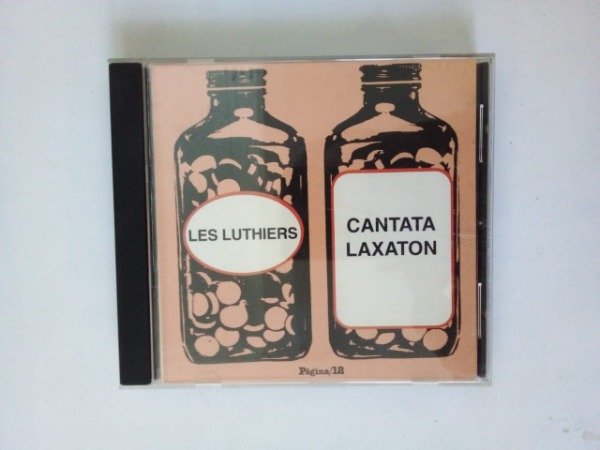 LES LUTHIERS
CANTATA
LAXATON
Página/12